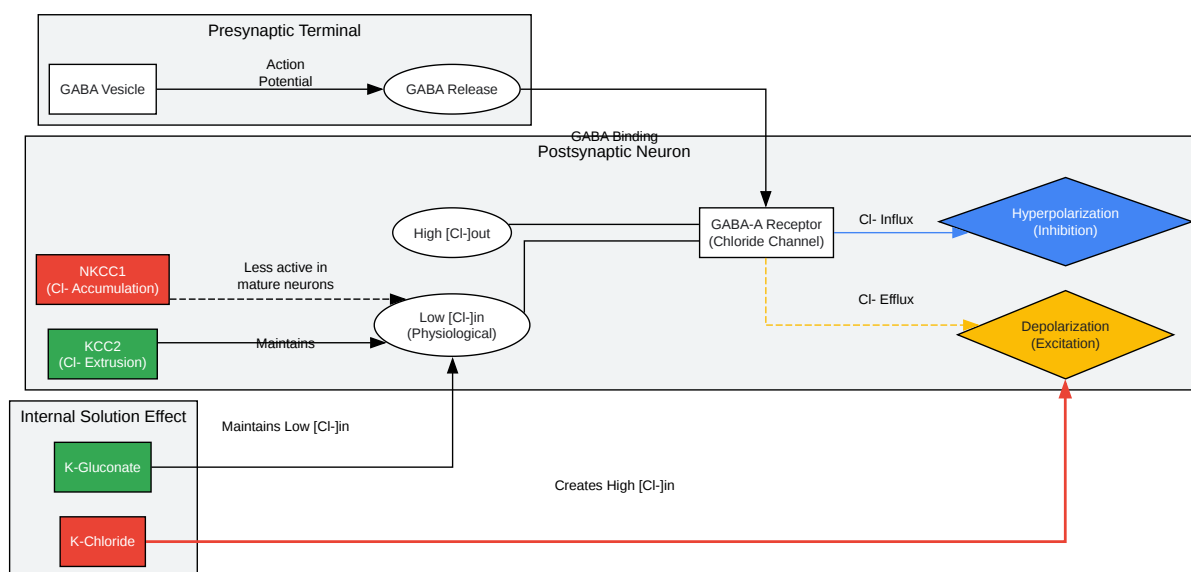 Presynaptic Terminal
GABA Vesicle
Action
Potential
GABA Release
GABA Binding
Postsynaptic Neuron
High [Cl-]out
GABA-A Receptor
(Chloride Channel)
Cl- Influx
Hyperpolarization
(Inhibition)
NKCC1
(Cl- Accumulation)
Less active in
mature neurons
Low [Cl-]in
(Physiological)
Cl- Efflux
Depolarization
(Excitation)
KCC2
(Cl- Extrusion)
Maintains
Internal Solution Effect
Maintains Low [Cl-]in
K-Gluconate
Creates High [Cl-]in
K-Chloride